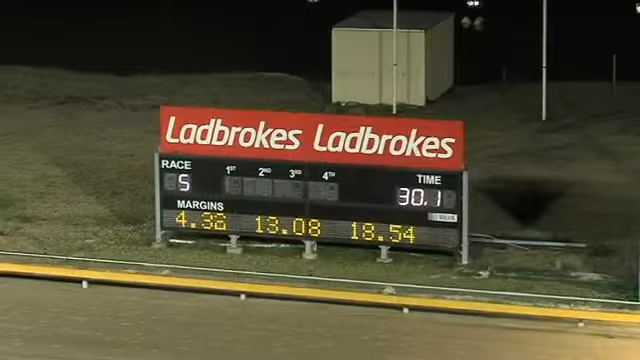 Ladbrokes Ladbrokes
RACE 1ST 2ND 3RD 4TH TIME
5 30.1
MARGINS
4.38 13.08 18.54